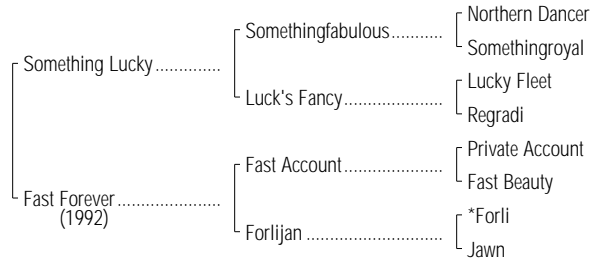 Northern Dancer
Somethingfabulous...........
Somethingroyal
Something Lucky..............
Lucky Fleet
Luck's Fancy.....................
Regradi
Private Account
Fast Account.....................
Fast Beauty
Fast Forever......................
(1992)
*Forli
Forlijan .............................
Jawn